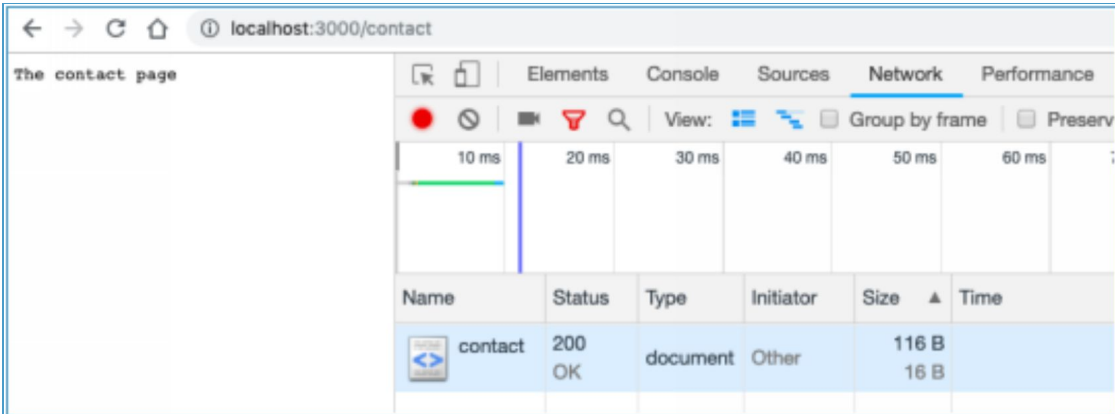 localhost:3000/contact
The contact page
Elements Console Sources Network Performance
View: Group by frame Preserv
10 ms 20 ms 30 ms 40 ms 50 ms 60 ms
Name Status Type Initiator Size ▲ Time
contact 200 document Other 116 B
OK 16 B